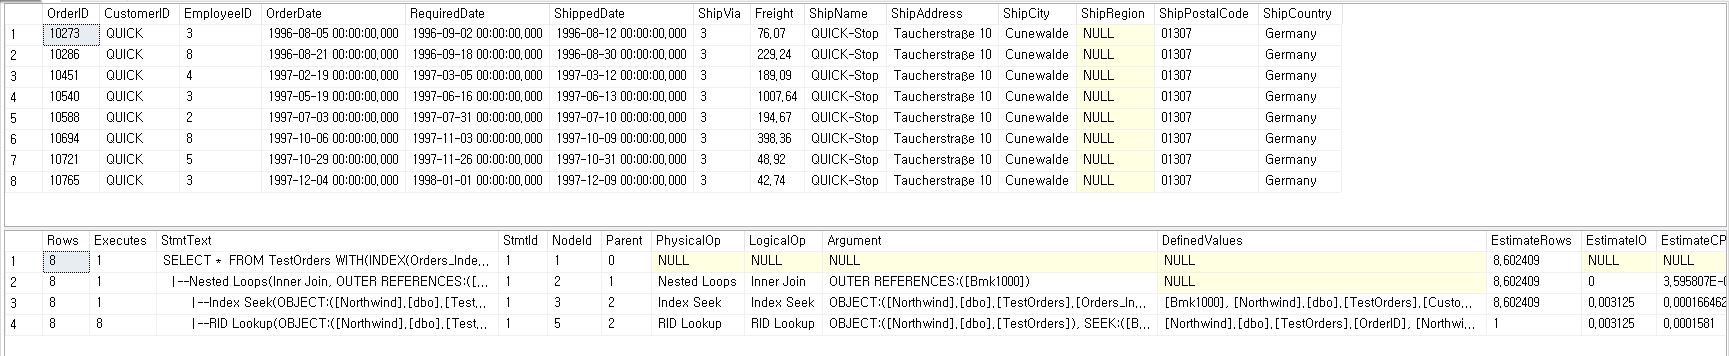 OrderID CustomerID EmployeeID OrderDate RequiredDate ShippedDate ShipVia Freight ShipName ShipAddress ShipCity ShipRegion ShipPostalCode ShipCountry
1 10273 QUICK 3 1996-08-05 00:00:00,000 1996-09-02 00:00:00,000 1996-08-12 00:00:00,000 3 76,07 QUICK-Stop Taucherstraße 10 Cunewalde NULL 01307 Germany
2 10286 QUICK 8 1996-08-21 00:00:00,000 1996-09-18 00:00:00,000 1996-08-30 00:00:00,000 3 229,24 QUICK-Stop Taucherstraße 10 Cunewalde NULL 01307 Germany
3 10451 QUICK 4 1997-02-19 00:00:00,000 1997-03-05 00:00:00,000 1997-03-12 00:00:00,000 3 189,09 QUICK-Stop Taucherstraße 10 Cunewalde NULL 01307 Germany
4 10540 QUICK 3 1997-05-19 00:00:00,000 1997-06-16 00:00:00,000 1997-06-13 00:00:00,000 3 1007,64 QUICK-Stop Taucherstraße 10 Cunewalde NULL 01307 Germany
5 10588 QUICK 2 1997-07-03 00:00:00,000 1997-07-31 00:00:00,000 1997-07-10 00:00:00,000 3 194,67 QUICK-Stop Taucherstraße 10 Cunewalde NULL 01307 Germany
6 10694 QUICK 8 1997-10-06 00:00:00,000 1997-11-03 00:00:00,000 1997-10-09 00:00:00,000 3 398,36 QUICK-Stop Taucherstraße 10 Cunewalde NULL 01307 Germany
7 10721 QUICK 5 1997-10-29 00:00:00,000 1997-11-26 00:00:00,000 1997-10-31 00:00:00,000 3 48,92 QUICK-Stop Taucherstraße 10 Cunewalde NULL 01307 Germany
8 10765 QUICK 3 1997-12-04 00:00:00,000 1998-01-01 00:00:00,000 1997-12-09 00:00:00,000 3 42,74 QUICK-Stop Taucherstraße 10 Cunewalde NULL 01307 Germany
Rows Executes StmtText StmtId NodeId Parent PhysicalOp LogicalOp Argument DefinedValues EstimateRows EstimateIO EstimateCP
1 8 1 SELECT * FROM TestOrders WITH(INDEX(Orders_Inde... 1 1 0 NULL NULL NULL NULL 8,602409 NULL NULL
2 8 1 |--Nested Loops(Inner Join, OUTER REFERENCES:([... 1 2 1 Nested Loops Inner Join OUTER REFERENCES:([Bmk1000]) NULL 8,602409 0 3,595807E-
3 8 1 |--Index Seek(OBJECT:([Northwind],[dbo],[Test... 1 3 2 Index Seek Index Seek OBJECT:([Northwind],[dbo],[TestOrders],[Orders_In... [Bmk1000], [Northwind],[dbo],[TestOrders],[Custo... 8,602409 0,003125 0,000166462
4 8 8 |--RID Lookup(OBJECT:([Northwind],[dbo],[Test... 1 5 2 RID Lookup RID Lookup OBJECT:([Northwind],[dbo],[TestOrders]), SEEK:([B... [Northwind],[dbo],[TestOrders],[OrderID], [Northwi... 1 0,003125 0,0001581